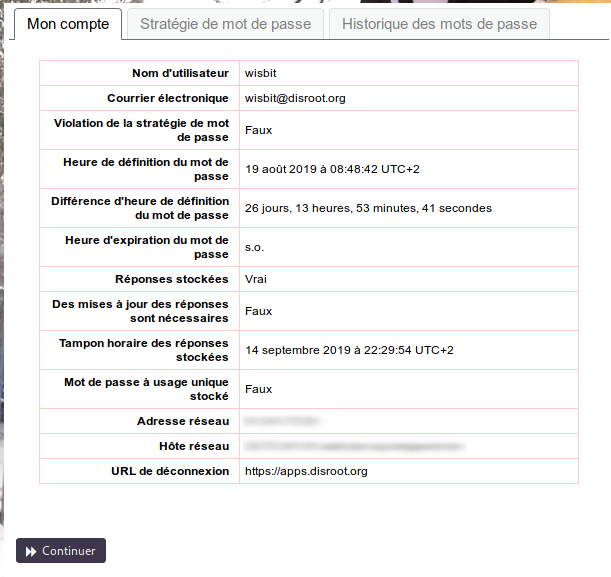 Mon compte Stratégie de mot de passe Historique des mots de passe
Nom d'utilisateur wisbit
Courrier électronique wisbit@disroot.org
Violation de la stratégie de mot
de passe Faux
Heure de définition du mot de
passe 19 août 2019 à 08:48:42 UTC+2
Différence d'heure de définition
du mot de passe 26 jours, 13 heures, 53 minutes, 41 secondes
Heure d'expiration du mot de
passe s.o.
Réponses stockées Vrai
Des mises à jour des réponses
sont nécessaires Faux
Tampon horaire des réponses
stockées 14 septembre 2019 à 22:29:54 UTC+2
Mot de passe à usage unique
stocké Faux
Adresse réseau
Hôte réseau
URL de déconnexion https://apps.disroot.org
Continuer